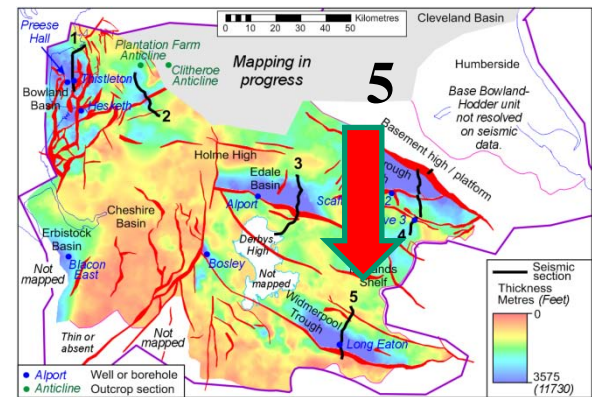 0 10 20 30 40 50 Kilometres
Cleveland Basin
Preese
Hall
1
Plantation Farm
Anticline
Clitheroe
Anticline
Mapping in
progress
5
Humberside
Base Bowland-
Hodder unit
not resolved
on seismic
data.
Thistleton
Bowland
Basin
Hesketh
2
Basement high / platform
Holme High
3
Edale
Basin
Trough
2
Alport
4
Cheshire
Basin
Derbys.
High
Erbistock
Basin
Not
mapped
Blacon
East
Bosley
Not
mapped
Shelf
Widmerpool
Trough
5
Long Eaton
Thin or
absent
Not
mapped
Seismic
section
Thickness
Metres (Feet)
0
3575
(11730)
Alport Well or borehole
Anticline Outcrop section